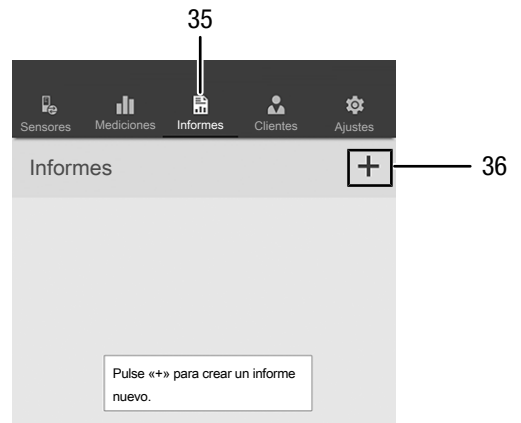 35
Sensores Mediciones Informes Clientes Ajustes
Informes +
36
Pulse «+» para crear un informe
nuevo.